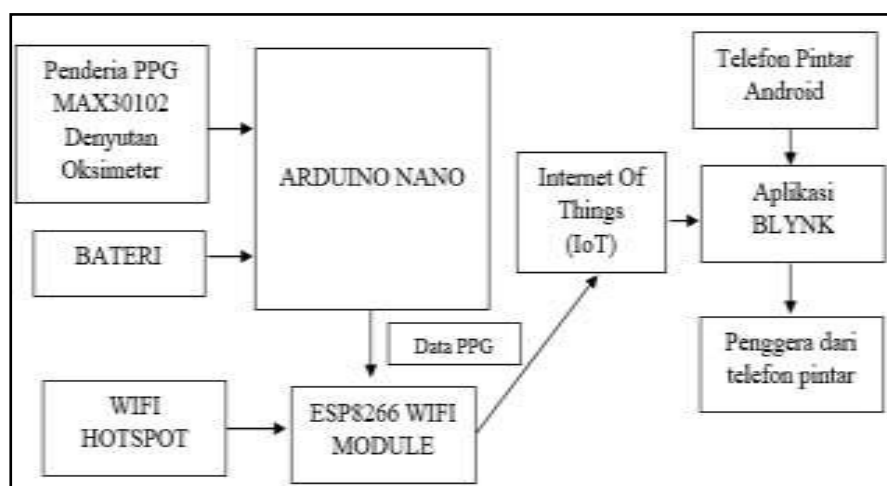 Penderia PPG
MAX30102
Denyutan
Oksimeter
BATERI
ARDUINO NANO
Data PPG
WIFI
HOTSPOT
ESP8266 WIFI
MODULE
Internet Of
Things
(IoT)
Telefon Pintar
Android
Aplikasi
BLYNK
Penggera dari
telefon pintar